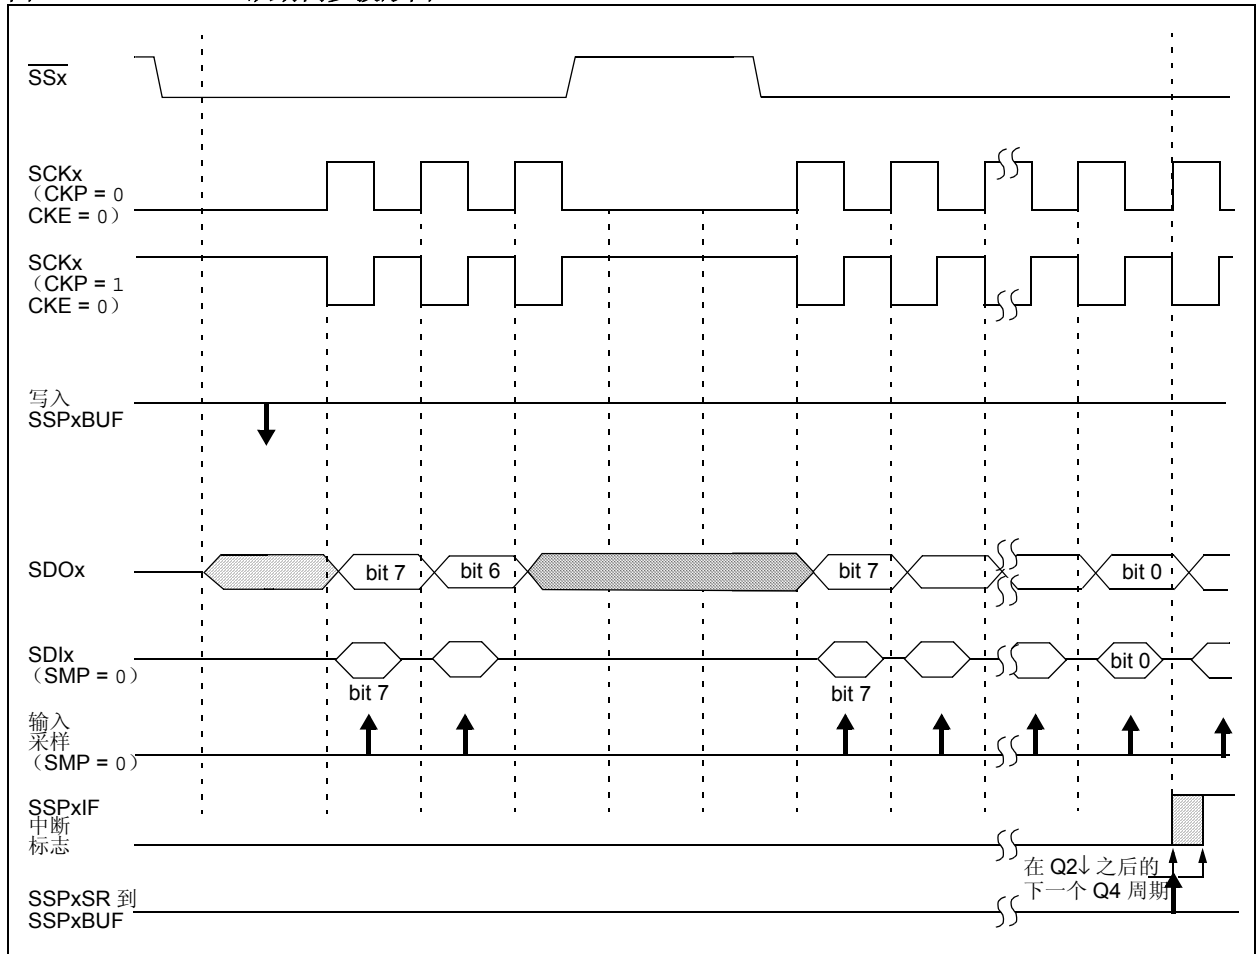 SSx
SCKx
（CKP = 0
CKE = 0）
SCKx
（CKP = 1
CKE = 0）
写入
SSPxBUF
SDOx
bit 7
bit 6
bit 7
bit 0
SDIx
（SMP = 0）
bit 7
bit 7
bit 0
输入
采样
（SMP = 0）
SSPxIF
中断
标志
在 Q2↓ 之后的
下一个 Q4 周期
SSPxSR 到
SSPxBUF